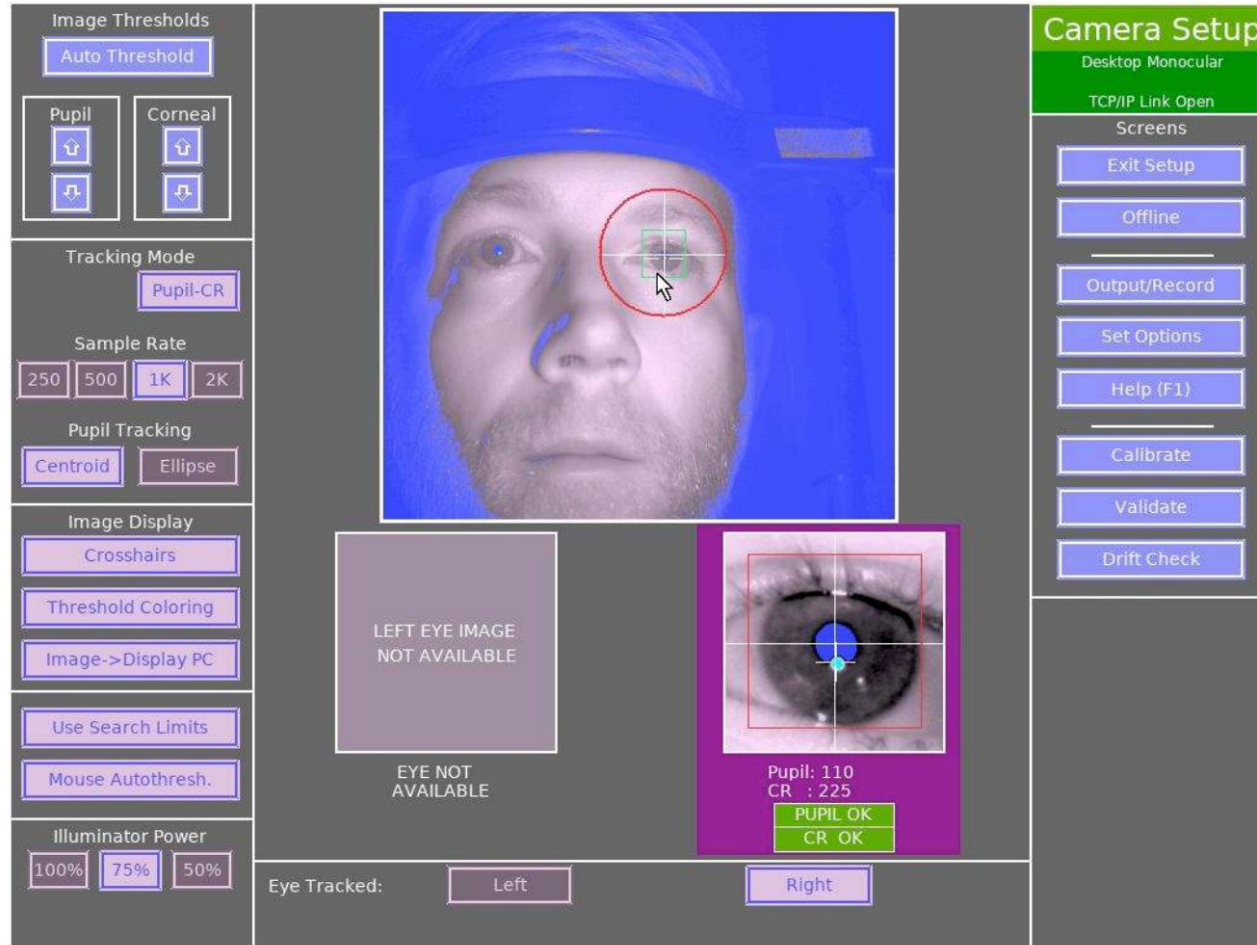 Image Thresholds
Auto Threshold
Pupil
Corneal
Tracking Mode
Pupil-CR
Sample Rate
250 500 1K 2K
Pupil Tracking
Centroid Ellipse
Image Display
Crosshairs
Threshold Coloring
Image->Display PC
Use Search Limits
Mouse Autothresh.
Illuminator Power
100% 75% 50%
LEFT EYE IMAGE
NOT AVAILABLE
EYE NOT
AVAILABLE
Pupil: 110
CR : 225
PUPIL OK
CR OK
Eye Tracked: Left Right
Camera Setup
Desktop Monocular
TCP/IP Link Open
Screens
Exit Setup
Offline
Output/Record
Set Options
Help (F1)
Calibrate
Validate
Drift Check